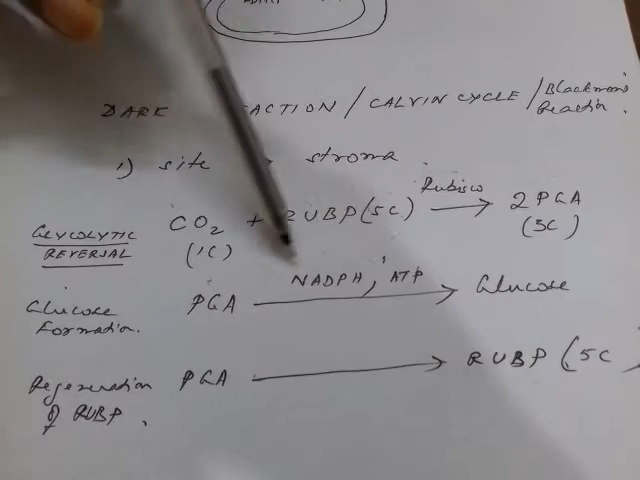 DARK ACTION / CALVIN CYCLE / Blackman's Reaction.
1) site stroma
Rubisco
CO2 + RUBP (5C) → 2 PGA
(1C) (5C)
GLYCOLYTIC REVERSAL
NADPH, ATP
Glucose Formation. PGA → Glucose
Regeneration of RUBP. PGA → RUBP (5C